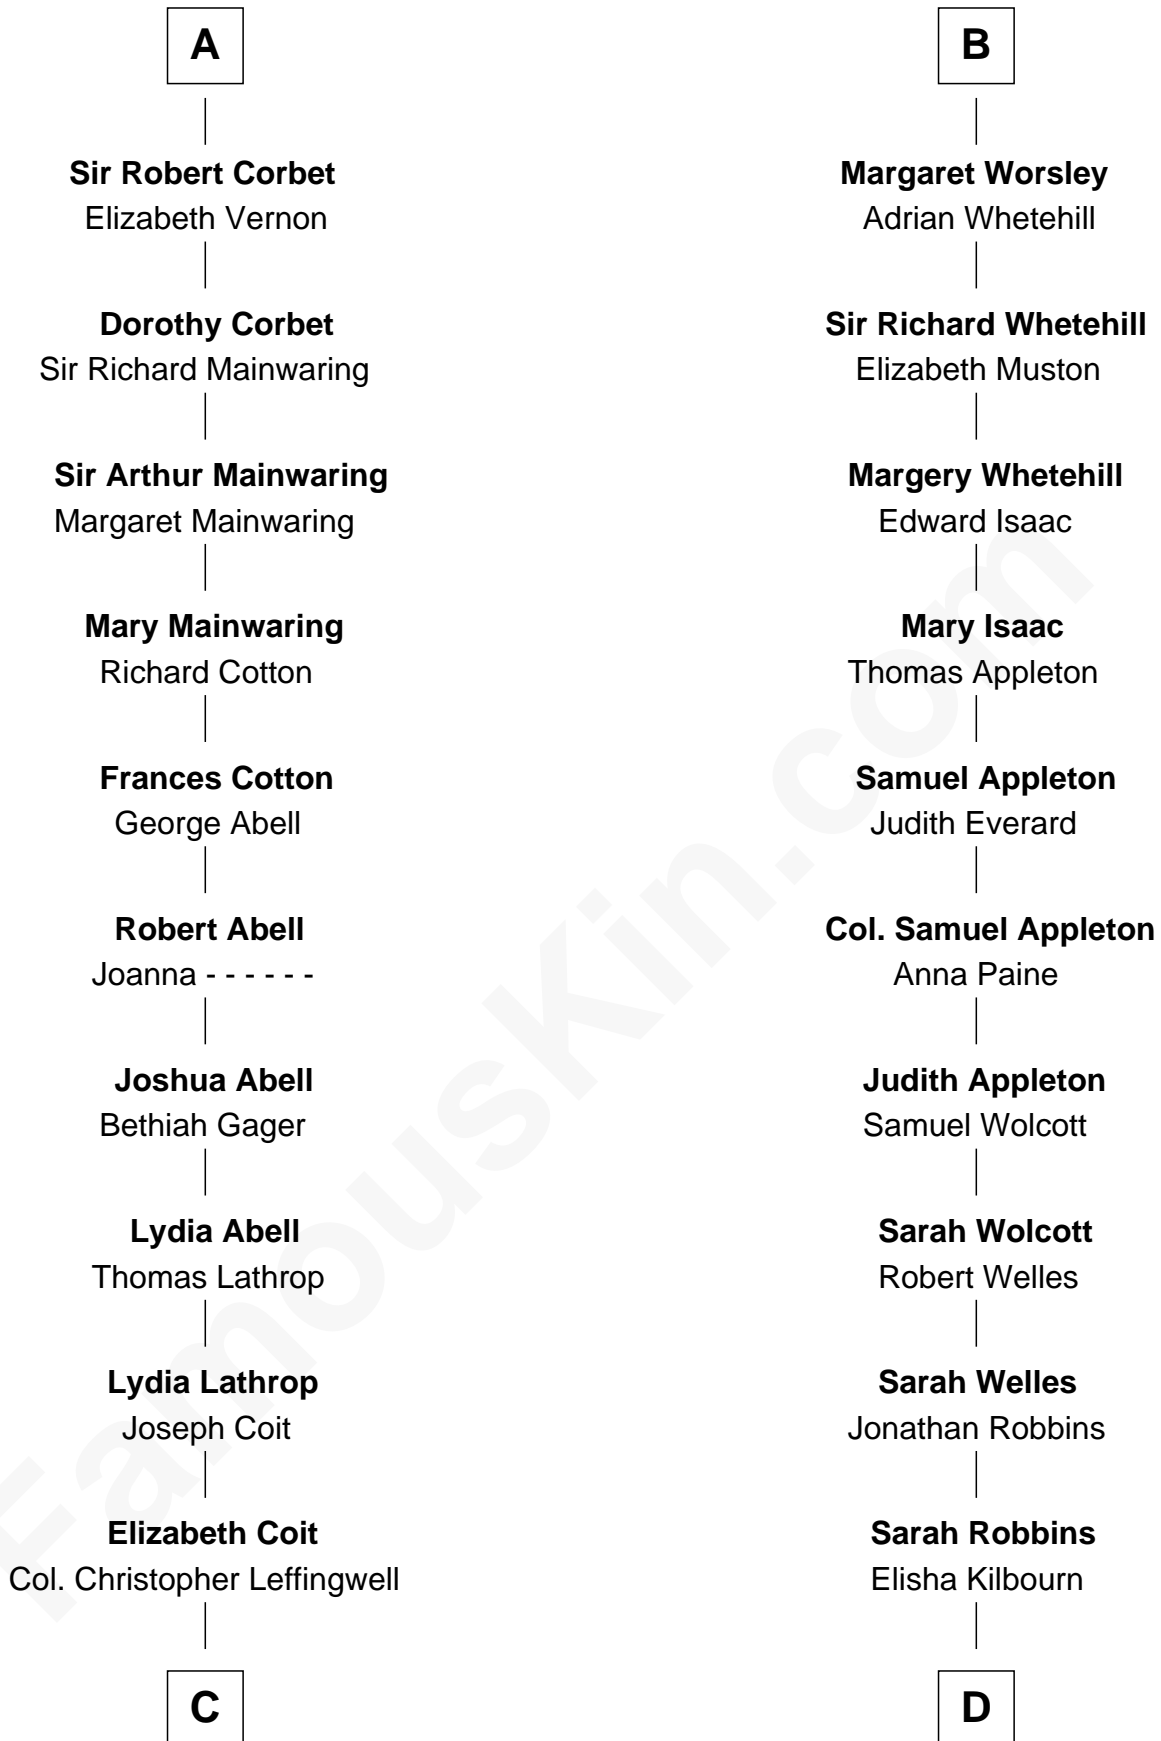 A
Sir Robert Corbet
Elizabeth Vernon
Dorothy Corbet
Sir Richard Mainwaring
Sir Arthur Mainwaring
Margaret Mainwaring
Mary Mainwaring
Richard Cotton
Frances Cotton
George Abell
Robert Abell
Joanna - - - - - -
Joshua Abell
Bethiah Gager
Lydia Abell
Thomas Lathrop
Lydia Lathrop
Joseph Coit
Elizabeth Coit
Col. Christopher Leffingwell
C
B
Margaret Worsley
Adrian Whetehill
Sir Richard Whetehill
Elizabeth Muston
Margery Whetehill
Edward Isaac
Mary Isaac
Thomas Appleton
Samuel Appleton
Judith Everard
Col. Samuel Appleton
Anna Paine
Judith Appleton
Samuel Wolcott
Sarah Wolcott
Robert Welles
Sarah Welles
Jonathan Robbins
Sarah Robbins
Elisha Kilbourn
D
FamousKin.com